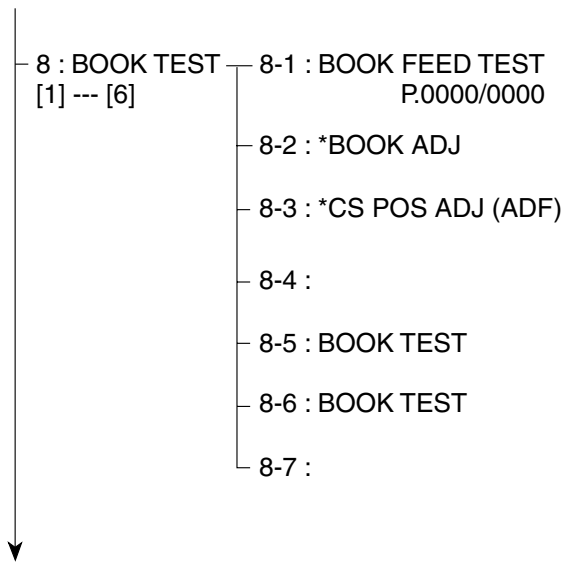 8 : BOOK TEST
[1] --- [6]
8-1 : BOOK FEED TEST
P.0000/0000
8-2 : *BOOK ADJ
8-3 : *CS POS ADJ (ADF)
8-4 :
8-5 : BOOK TEST
8-6 : BOOK TEST
8-7 :